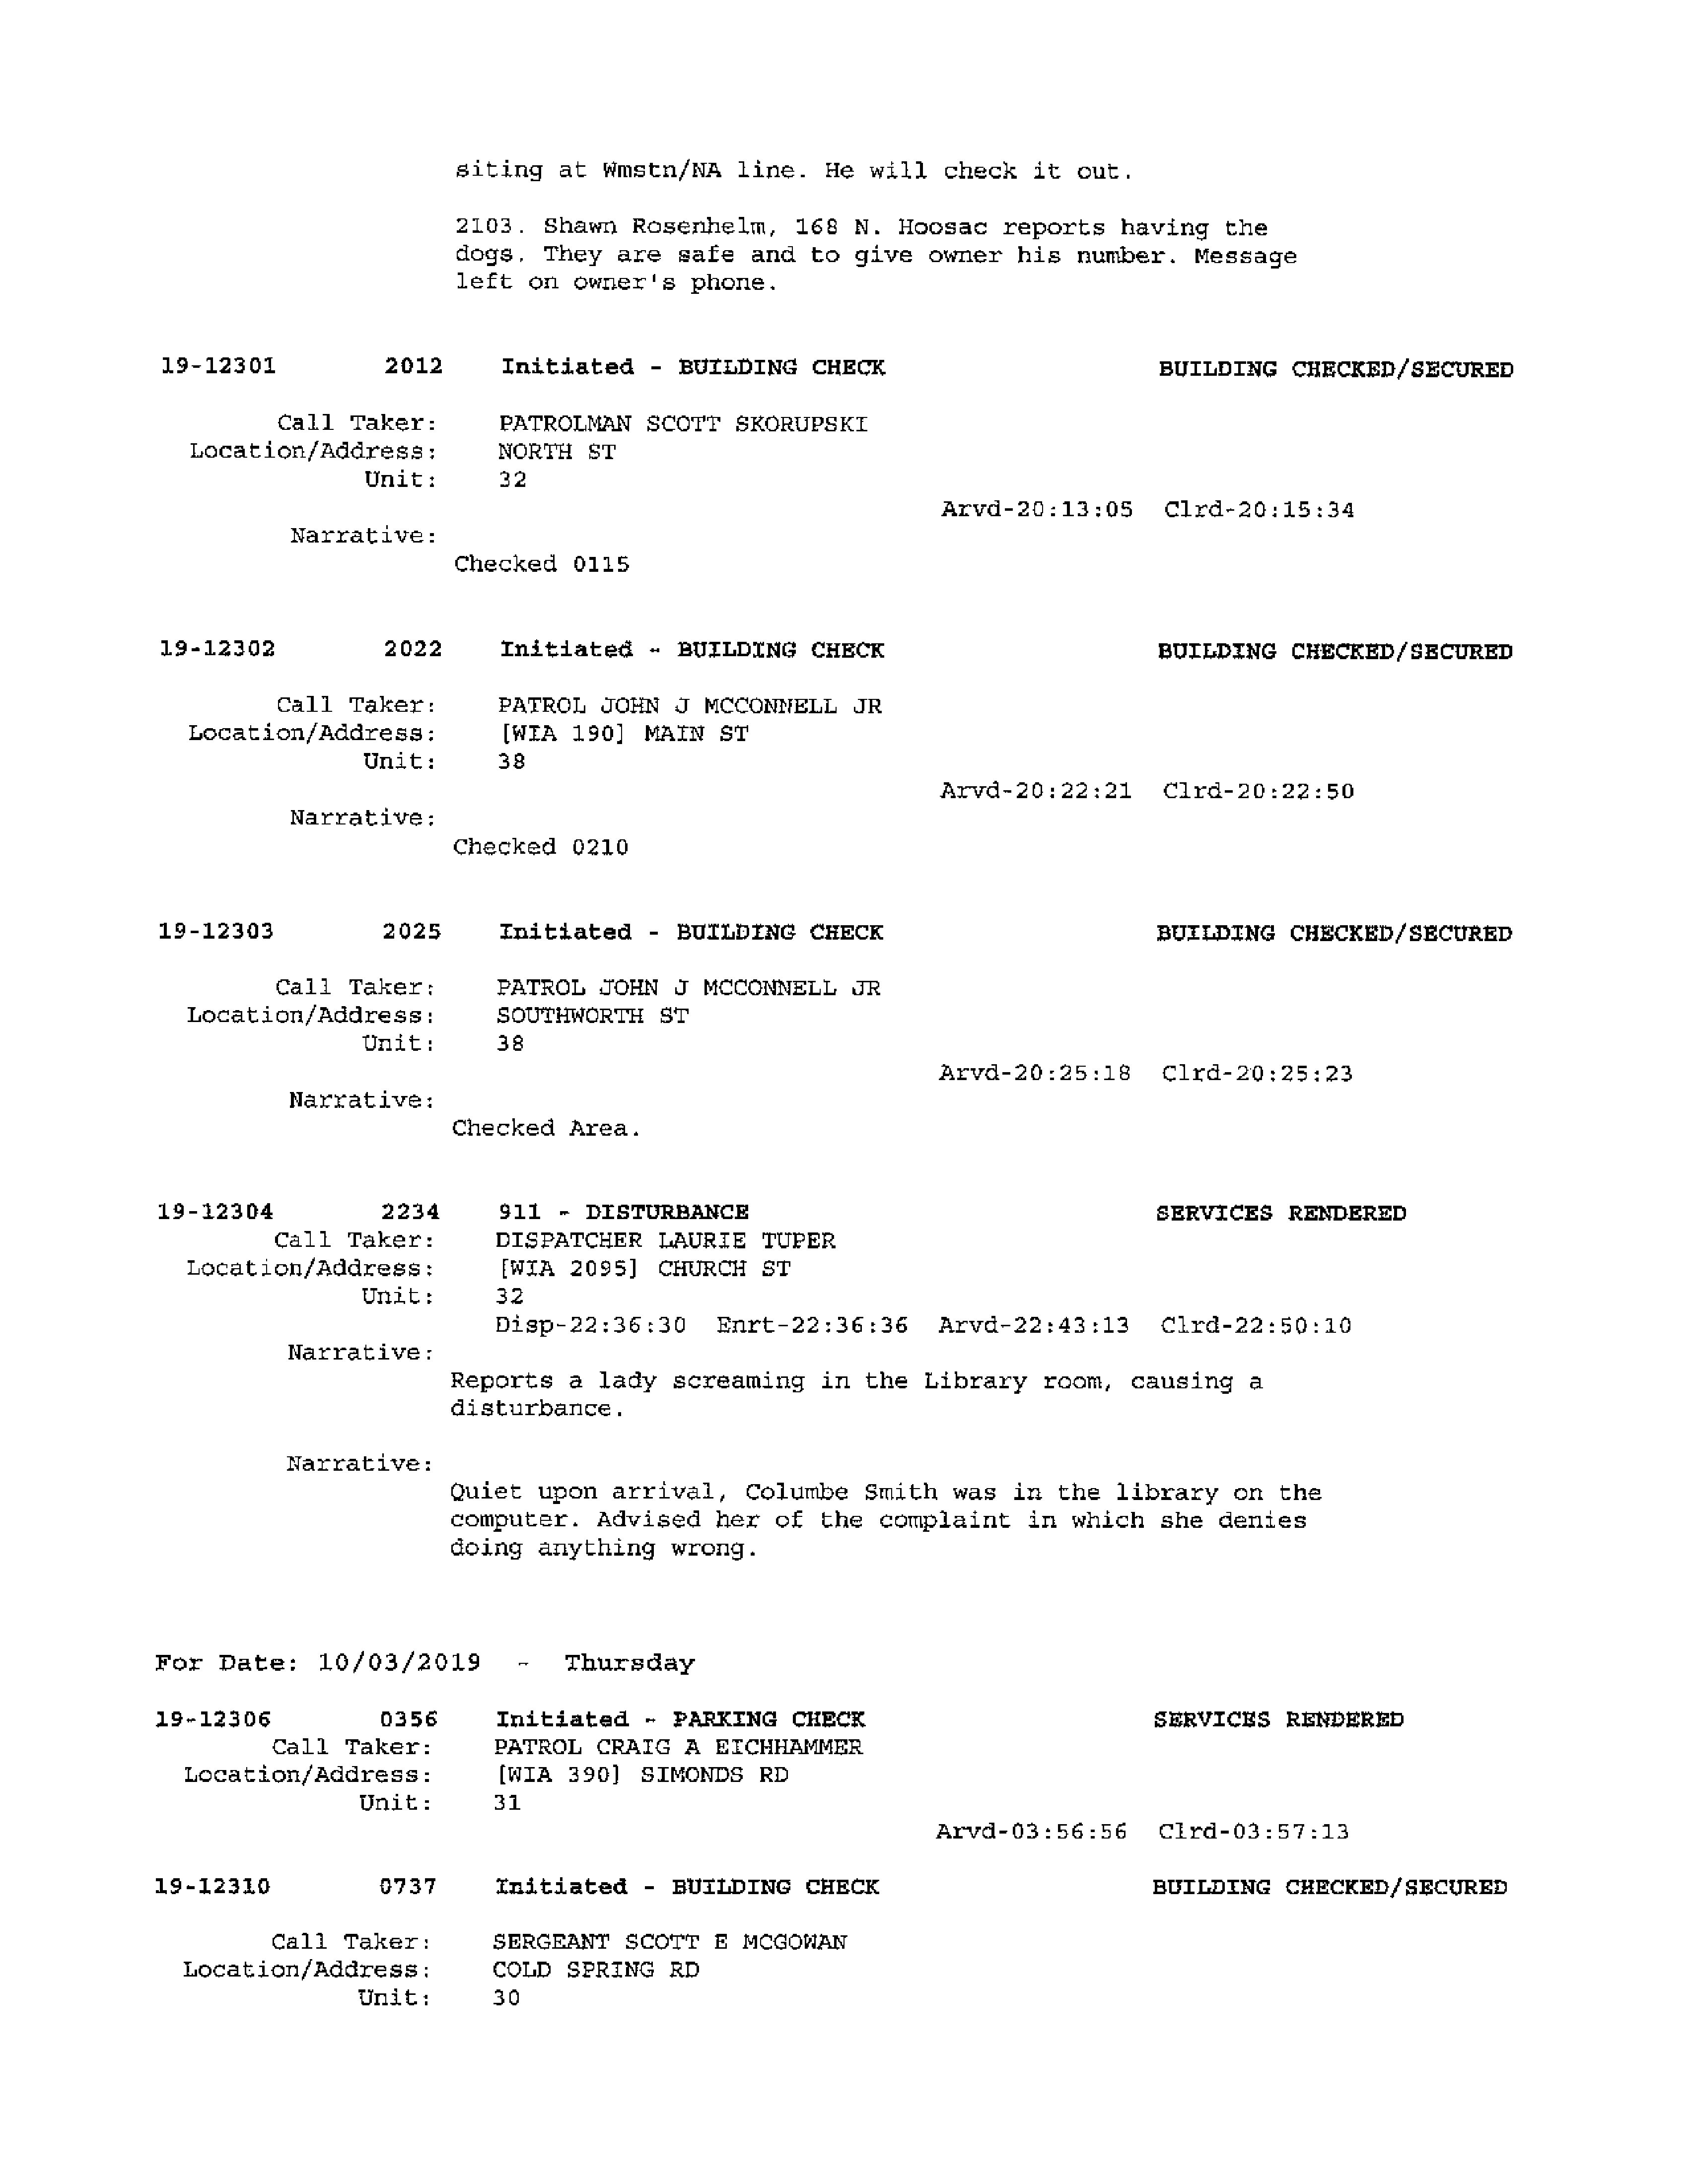 siting at Wmstn/NA line. He will check it out.
2103. Shawn Rosenhelm, 168 N. Hoosac reports having the
dogs. They are safe and to give owner his number. Message
left on owner's phone.
19-12301 2012 Initiated - BUILDING CHECK BUILDING CHECKED/SECURED
Call Taker: PATROLMAN SCOTT SKORUPSKI
Location/Address: NORTH ST
Unit: 32
Arvd-20:13:05 Clrd-20:15:34
Narrative:
Checked 0115
19-12302 2022 Initiated - BUILDING CHECK BUILDING CHECKED/SECURED
Call Taker: PATROL JOHN J MCCONNELL JR
Location/Address: [WIA 190] MAIN ST
Unit: 38
Arvd-20:22:21 Clrd-20:22:50
Narrative:
Checked 0210
19-12303 2025 Initiated - BUILDING CHECK BUILDING CHECKED/SECURED
Call Taker: PATROL JOHN J MCCONNELL JR
Location/Address: SOUTHWORTH ST
Unit: 38
Arvd-20:25:18 Clrd-20:25:23
Narrative:
Checked Area.
19-12304 2234 911 - DISTURBANCE SERVICES RENDERED
Call Taker: DISPATCHER LAURIE TUPER
Location/Address: [WIA 2095] CHURCH ST
Unit: 32
Disp-22:36:30 Enrt-22:36:36 Arvd-22:43:13 Clrd-22:50:10
Narrative:
Reports a lady screaming in the Library room, causing a
disturbance.
Narrative:
Quiet upon arrival, Columbe Smith was in the library on the
computer. Advised her of the complaint in which she denies
doing anything wrong.
For Date: 10/03/2019 - Thursday
19-12306 0356 Initiated - PARKING CHECK SERVICES RENDERED
Call Taker: PATROL CRAIG A EICHHAMMER
Location/Address: [WIA 390] SIMONDS RD
Unit: 31
Arvd-03:56:56 Clrd-03:57:13
19-12310 0737 Initiated - BUILDING CHECK BUILDING CHECKED/SECURED
Call Taker: SERGEANT SCOTT E MCGOWAN
Location/Address: COLD SPRING RD
Unit: 30